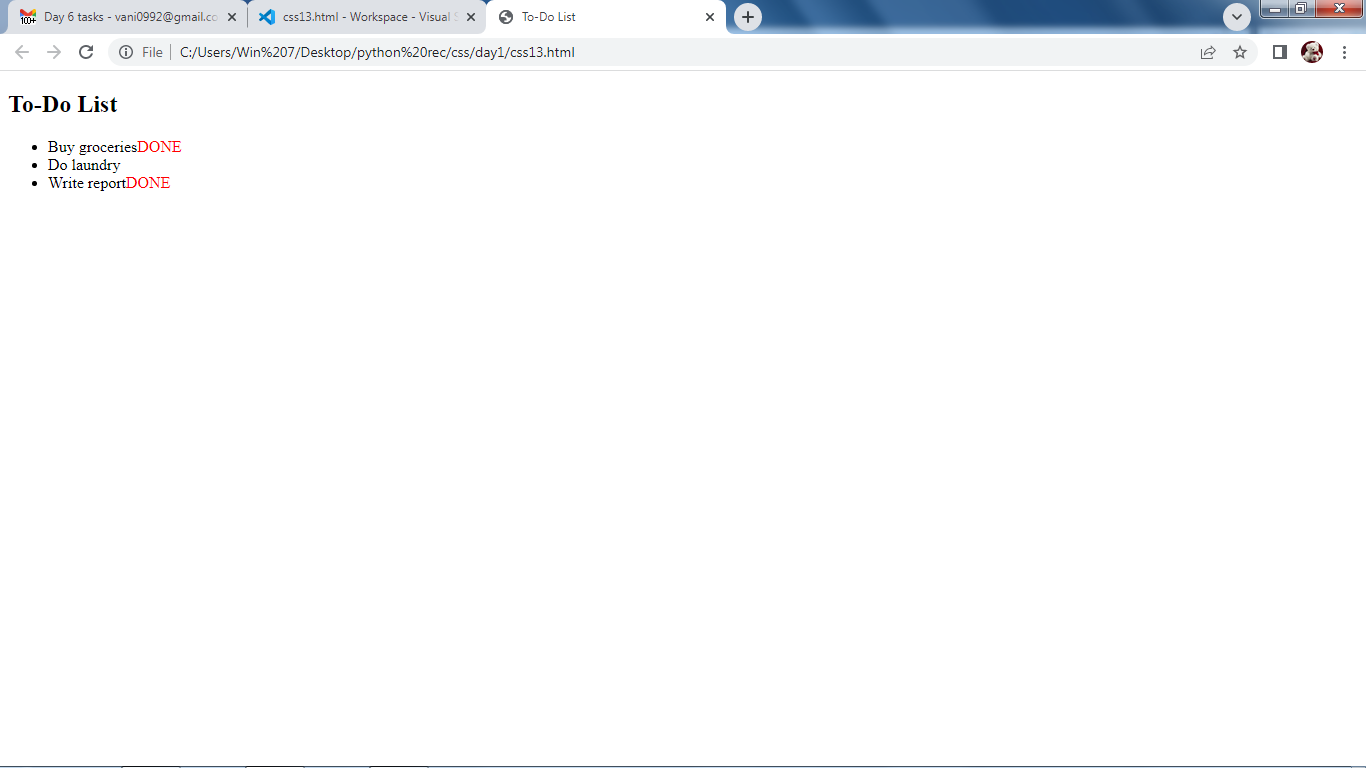 100+ Day 6 tasks - vani0992@gmail.co
css13.html - Workspace - Visual S
To-Do List
File
C:/Users/Win%207/Desktop/python%20rec/css/day1/css13.html
To-Do List
Buy groceriesDONE
Do laundry
Write reportDONE